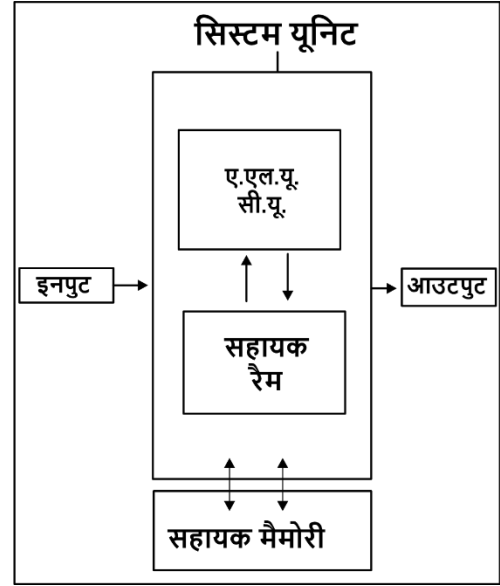 सिस्टम यूनिट
ए.एल.यू.
सी.यू.
इनपुट
आउटपुट
सहायक
रैम
सहायक मैमोरी